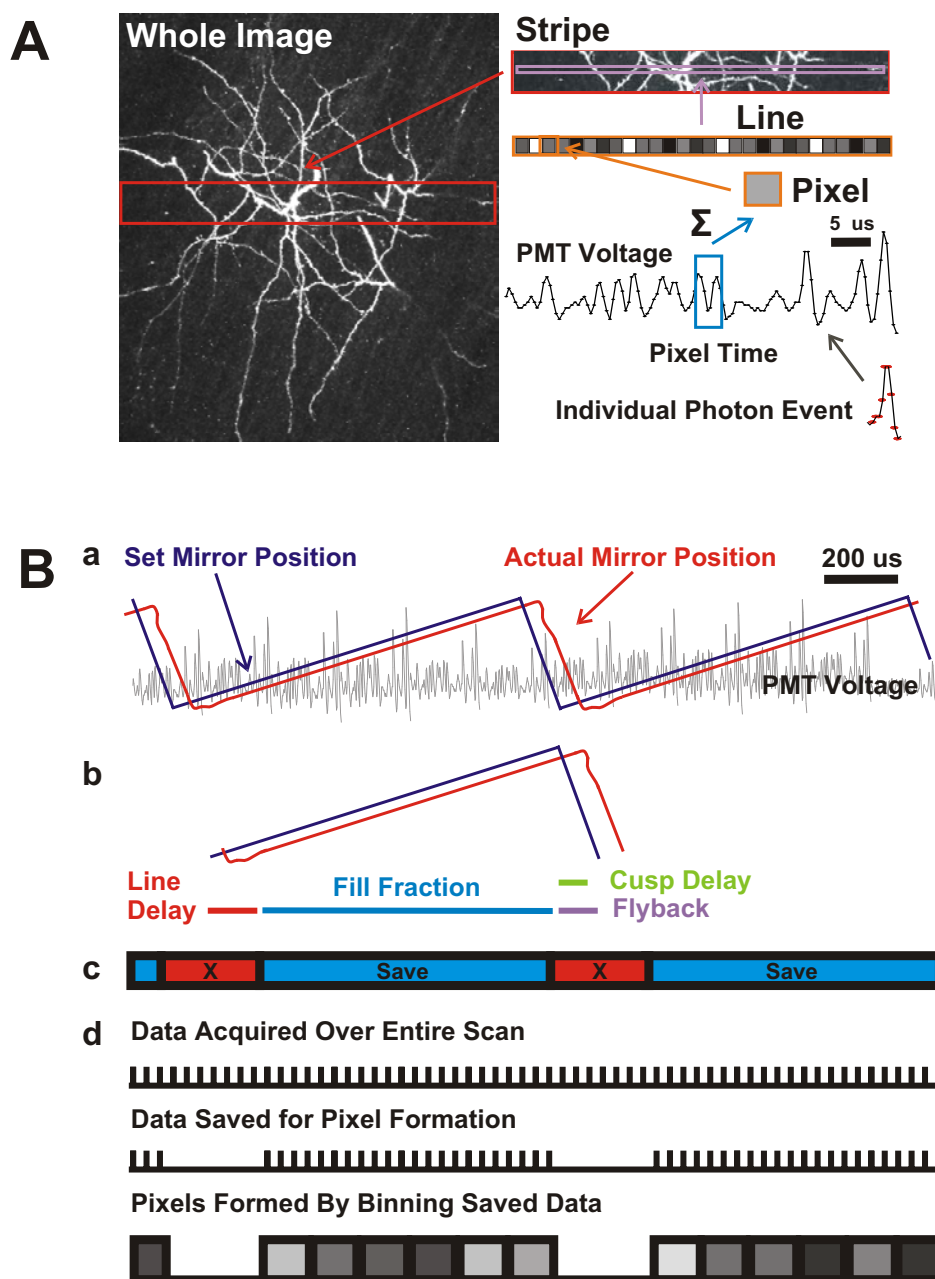 A
Whole Image
Stripe
Line
Pixel
Σ
5 us
PMT Voltage
Pixel Time
Individual Photon Event
B
a
Set Mirror Position
Actual Mirror Position
200 us
PMT Voltage
b
Line
Delay
Fill Fraction
Cusp Delay
Flyback
c
X
Save
X
Save
d
Data Acquired Over Entire Scan
Data Saved for Pixel Formation
Pixels Formed By Binning Saved Data